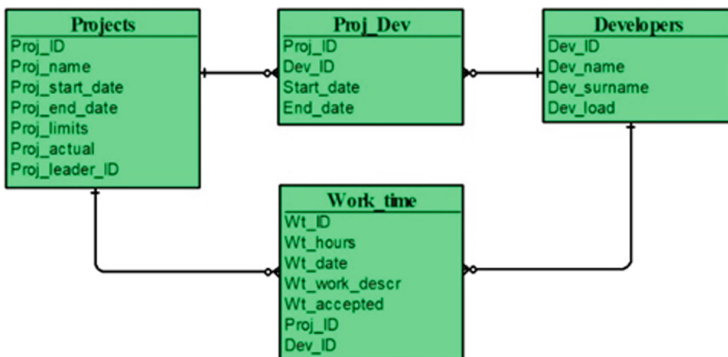 Projects
Proj_ID
Proj_name
Proj_start_date
Proj_end_date
Proj_limits
Proj_actual
Proj_leader_ID
Proj_Dev
Proj_ID
Dev_ID
Start_date
End_date
Developers
Dev_ID
Dev_name
Dev_surname
Dev_load
Work_time
Wt_ID
Wt_hours
Wt_date
Wt_work_descr
Wt_accepted
Proj_ID
Dev_ID